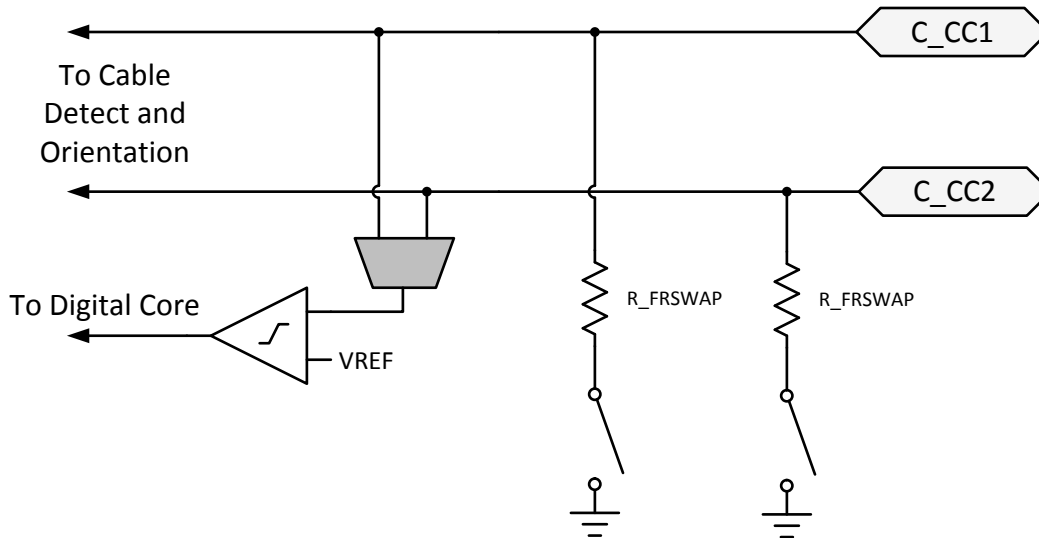 C_CC1
To Cable
Detect and
Orientation
C_CC2
To Digital Core
VREF
R_FRSWAP
R_FRSWAP